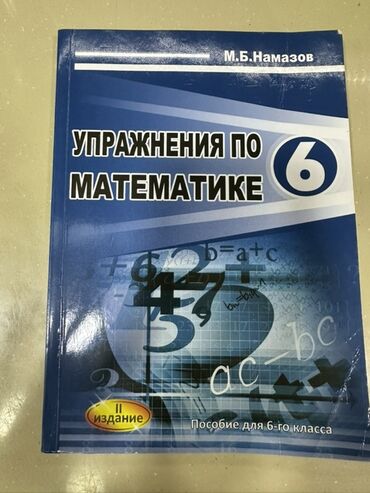 М.Б.Намазов
УПРАЖНЕНИЯ ПО
МАТЕМАТИКЕ
6
b=a+c
ac-bc
II
издание
Пособие для 6-го класса